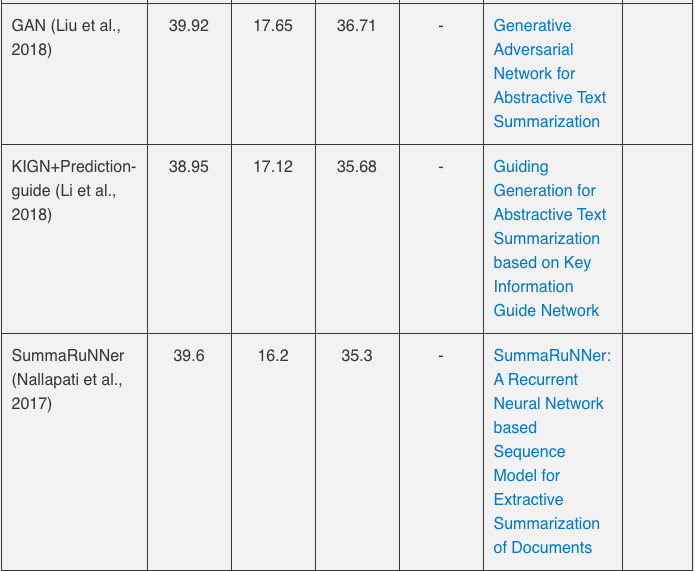 GAN (Liu et al., 39.92 17.65 36.71 - Generative
2018) Adversarial
Network for
Abstractive Text
Summarization
KIGN+Prediction- 38.95 17.12 35.68 - Guiding
guide (Li et al., Generation for
2018) Abstractive Text
Summarization
based on Key
Information
Guide Network
SummaRuNNer 39.6 16.2 35.3 - SummaRuNNer:
(Nallapati et al., A Recurrent
2017) Neural Network
based
Sequence
Model for
Extractive
Summarization
of Documents